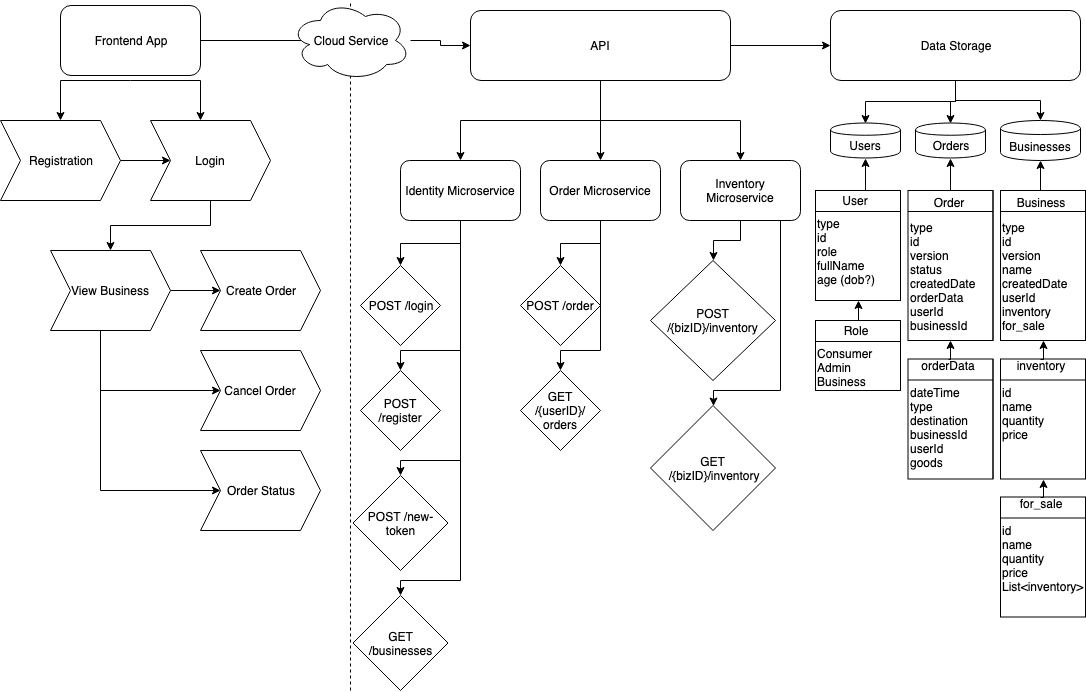 Frontend App
Cloud Service
API
Data Storage
Registration
Login
View Business
Create Order
Cancel Order
Order Status
Identity Microservice
POST /login
POST
/register
POST /new-
token
GET
/businesses
Order Microservice
POST /order
GET
/{userID}/
orders
Inventory
Microservice
POST
/{bizID}/inventory
GET
/{bizID}/inventory
Users
User
type
id
role
fullName
age (dob?)
Role
Consumer
Admin
Business
Orders
Order
type
id
version
status
createdDate
orderData
userId
businessId
orderData
dateTime
type
destination
businessId
userId
goods
Businesses
Business
type
id
version
name
createdDate
userId
inventory
for_sale
inventory
id
name
quantity
price
for_sale
id
name
quantity
price
List<inventory>